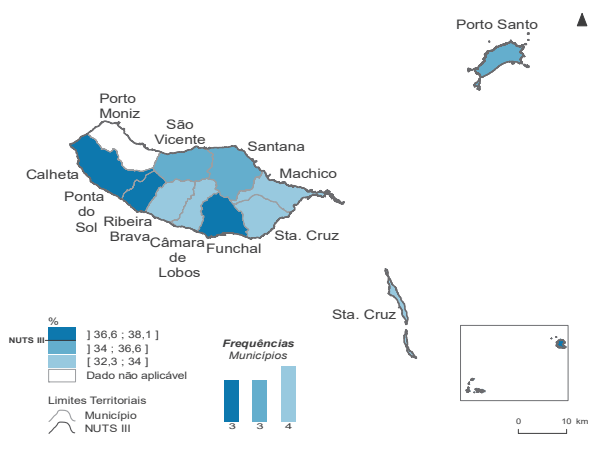 Porto Santo
Porto
Moniz
São
Vicente
Santana
Machico
Calheta
Ponta
do
Sol
Ribeira
Brava
Câmara
de
Lobos
Funchal
Sta. Cruz
Sta. Cruz
%
NUTS III
] 36,6 ; 38,1 ]
] 34 ; 36,6 ]
[ 32,3 ; 34 ]
Dado não aplicável
Limites Territoriais
Município
NUTS III
Frequências
Municípios
3 3 4
0 10 km